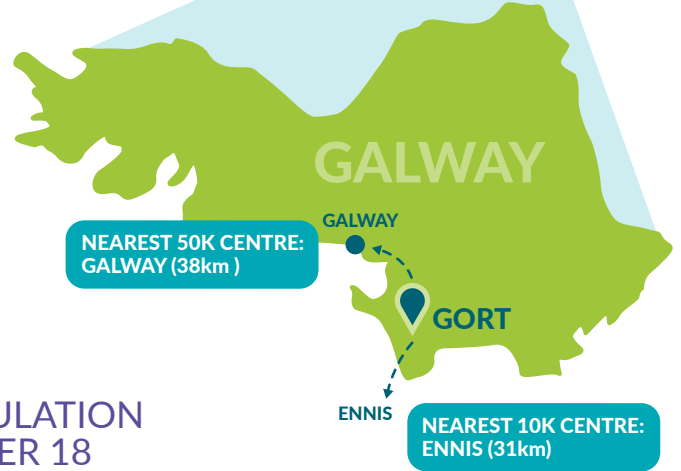 GALWAY
GALWAY
NEAREST 50K CENTRE:
GALWAY (38km )
GORT
ENNIS
NEAREST 10K CENTRE:
ENNIS (31km)
ULATION
ER 18